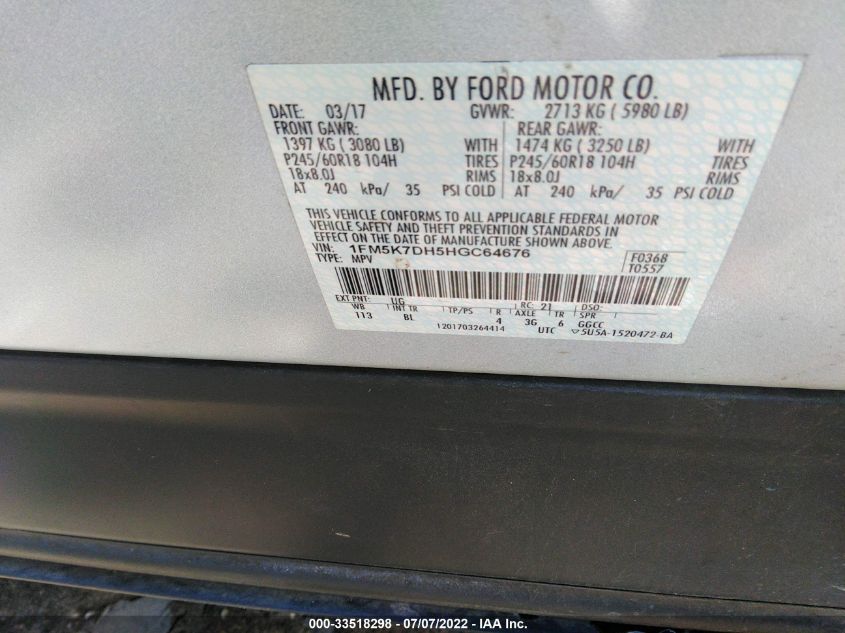 MFD. BY FORD MOTOR CO.
DATE: 03/17 GVWR: 2713 KG ( 5980 LB)
FRONT GAWR: REAR GAWR:
1397 KG ( 3080 LB) WITH 1474 KG ( 3250 LB) WITH
P245/60R18 104H TIRES P245/60R18 104H TIRES
18x8.0J RIMS 18x8.0J RIMS
AT 240 kPa/ 35 PSI COLD AT 240 kPa/ 35 PSI COLD
THIS VEHICLE CONFORMS TO ALL APPLICABLE FEDERAL MOTOR
VEHICLE SAFETY AND THEFT PREVENTION STANDARDS IN
EFFECT ON THE DATE OF MANUFACTURE SHOWN ABOVE.
VIN: 1FM5K7DH5HGC64676 F0368
TYPE: MPV T0557
EXT PNT: UG RC: 21 DSO
WB INT TR TP/PS R AXLE TR SPR
113 BL 4 3G 6 GGCC
1201703264414 UTC ▽5U5A-1520472-BA
000-33518298 - 07/07/2022 - IAA Inc.